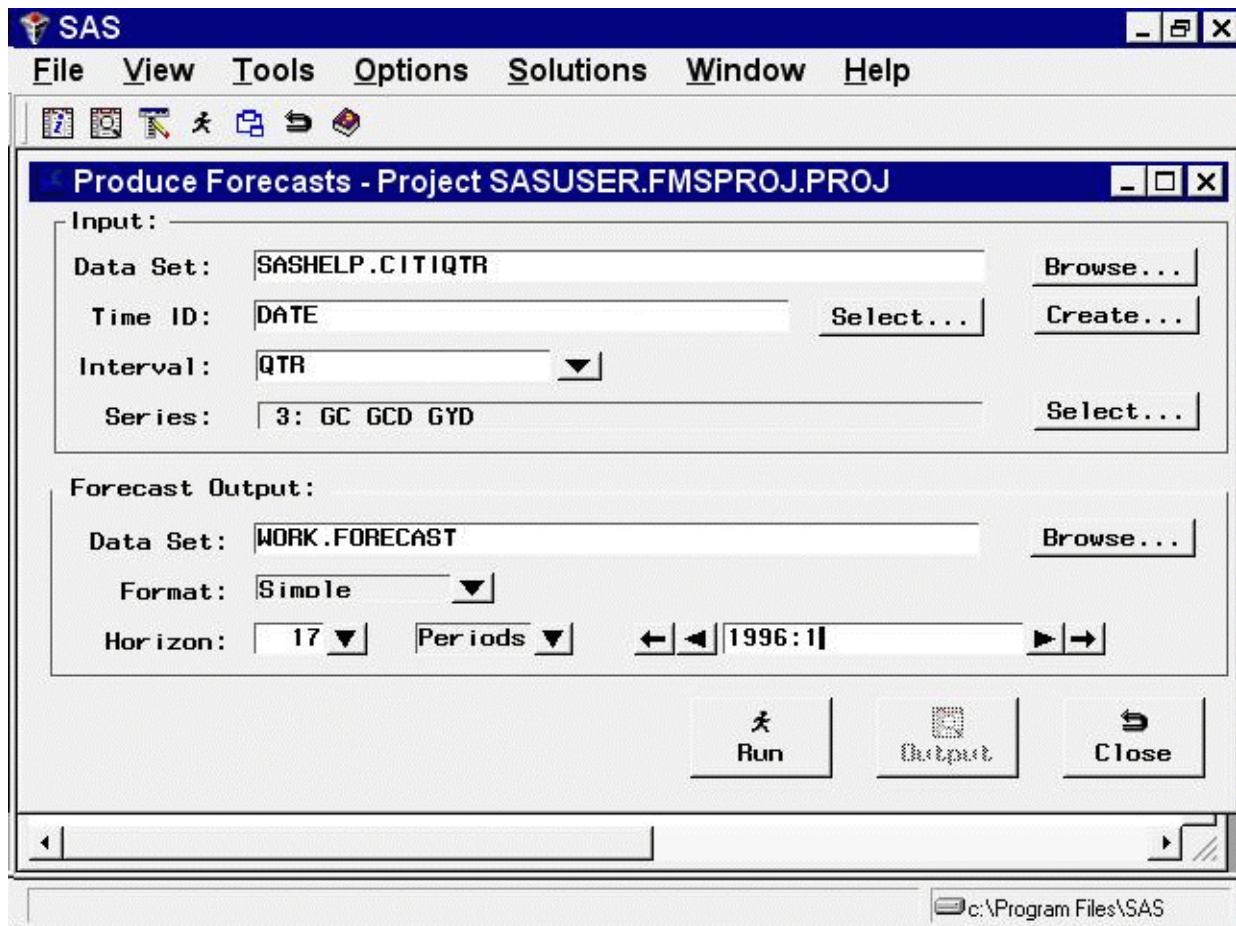 SAS
File View Tools Options Solutions Window Help
Produce Forecasts - Project SASUSER.FMSPROJ.PROJ
Input:
Data Set: SASHELP.CITIQTR Browse...
Time ID: DATE Select... Create...
Interval: QTR
Series: 3: GC GCD GYD Select...
Forecast Output:
Data Set: WORK.FORECAST Browse...
Format: Simple
Horizon: 17 Periods 1996:1
Run Output Close
c:\Program Files\SAS